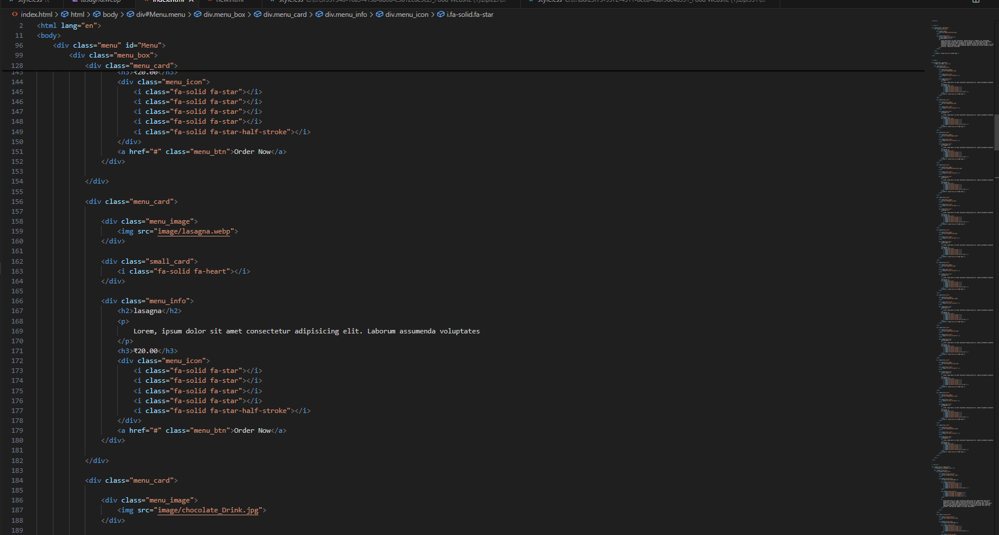 index.html > html > body > div#Menu.menu > div.menu_box > div.menu_card > div.menu_info > div.menu_icon > i.fa-solid.fa-star
2 <html lang="en">
11 <body>
96 <div class="menu" id="Menu">
99 <div class="menu_box">
128 <div class="menu_card">
143 <h3>₹20.00</h3>
144 <div class="menu_icon">
145 <i class="fa-solid fa-star"></i>
146 <i class="fa-solid fa-star"></i>
147 <i class="fa-solid fa-star"></i>
148 <i class="fa-solid fa-star"></i>
149 <i class="fa-solid fa-star-half-stroke"></i>
150 </div>
151 <a href="#" class="menu_btn">Order Now</a>
152 </div>
153
154 </div>
155
156 <div class="menu_card">
157
158 <div class="menu_image">
159 <img src="image/lasagna.webp">
160 </div>
161
162 <div class="small_card">
163 <i class="fa-solid fa-heart"></i>
164 </div>
165
166 <div class="menu_info">
167 <h2>lasagna</h2>
168 <p>
169 Lorem, ipsum dolor sit amet consectetur adipisicing elit. Laborum assumenda voluptates
170 </p>
171 <h3>₹20.00</h3>
172 <div class="menu_icon">
173 <i class="fa-solid fa-star"></i>
174 <i class="fa-solid fa-star"></i>
175 <i class="fa-solid fa-star"></i>
176 <i class="fa-solid fa-star"></i>
177 <i class="fa-solid fa-star-half-stroke"></i>
178 </div>
179 <a href="#" class="menu_btn">Order Now</a>
180 </div>
181
182 </div>
183
184 <div class="menu_card">
185
186 <div class="menu_image">
187 <img src="image/chocolate_Drink.jpg">
188 </div>
189